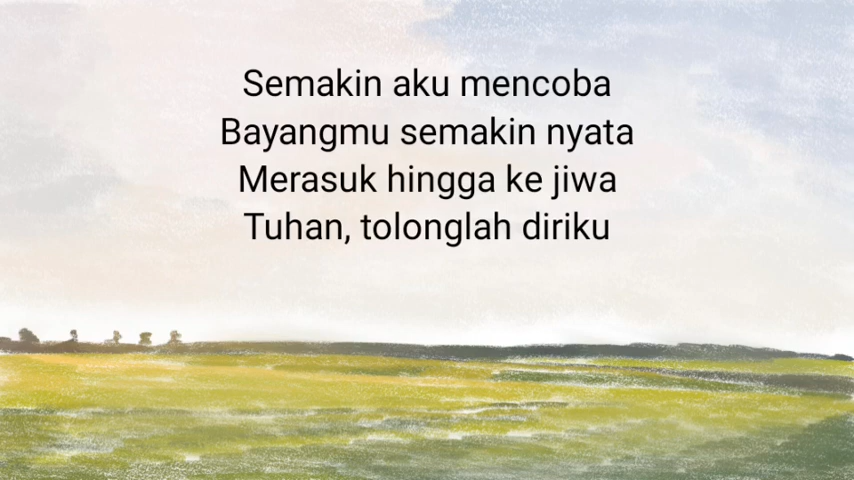 Semakin aku mencoba
Bayangmu semakin nyata
Merasuk hingga ke jiwa
Tuhan, tolonglah diriku